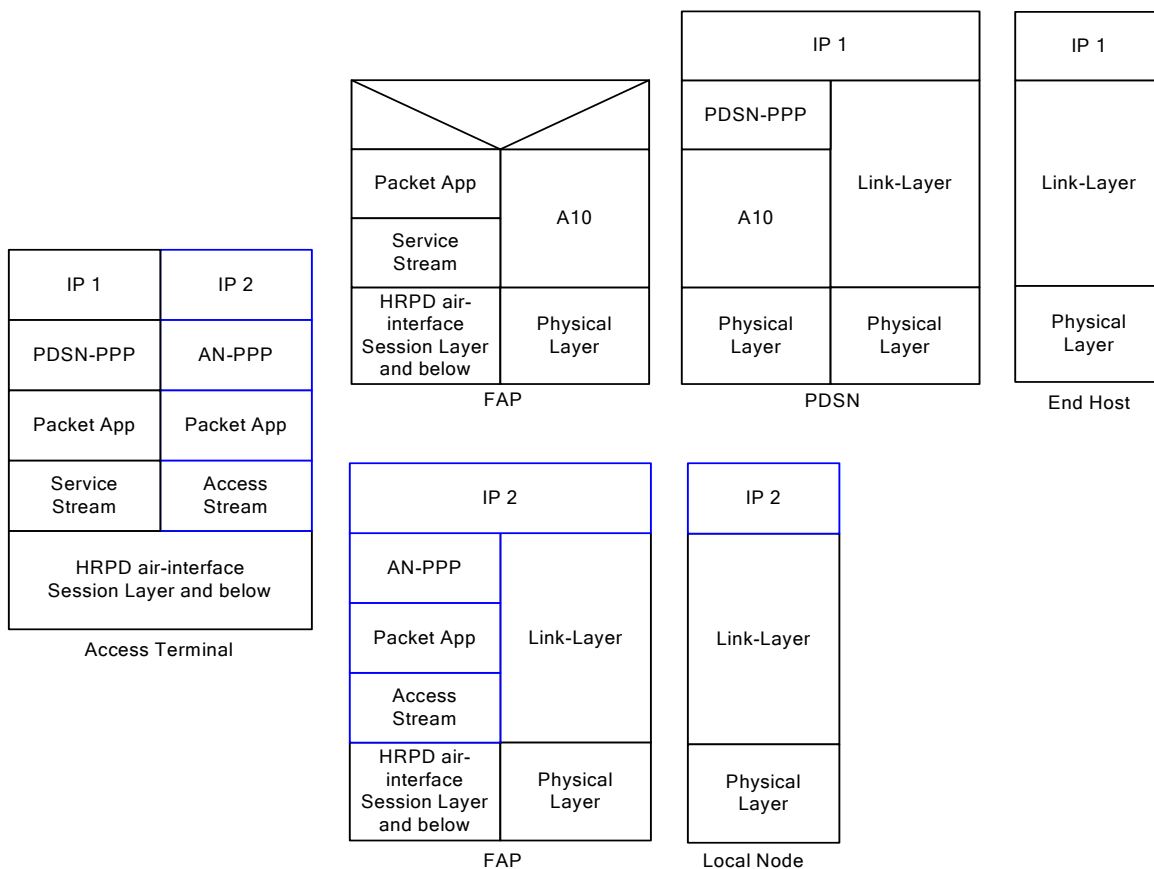 IP 1
PDSN-PPP
Link-Layer
A10
Physical
Layer
Physical
Layer
PDSN
IP 1
Link-Layer
Physical
Layer
End Host
Packet App
Service
Stream
A10
HRPD air-
interface
Session Layer
and below
Physical
Layer
FAP
IP 1
IP 2
PDSN-PPP
AN-PPP
Packet App
Packet App
Service
Stream
Access
Stream
HRPD air-interface
Session Layer and below
Access Terminal
IP 2
AN-PPP
Packet App
Link-Layer
Access
Stream
HRPD air-
interface
Session Layer
and below
Physical
Layer
FAP
IP 2
Link-Layer
Physical
Layer
Local Node